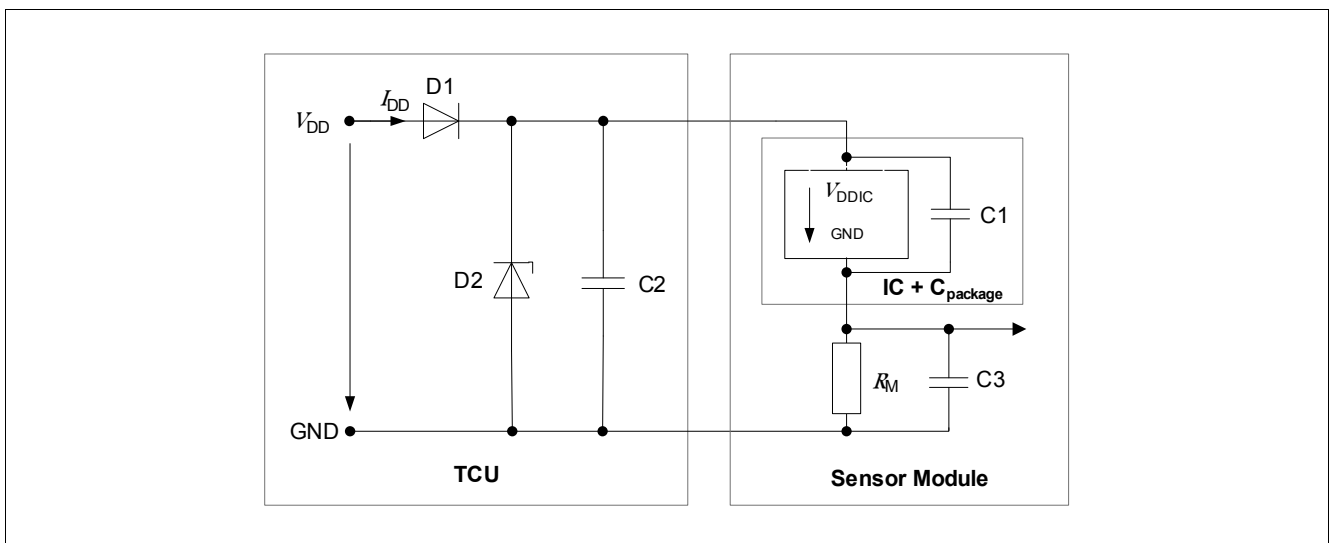 D1
I_DD
V_DD
V_DDIC
C1
GND
D2
C2
IC + C_package
R_M
C3
GND
TCU
Sensor Module